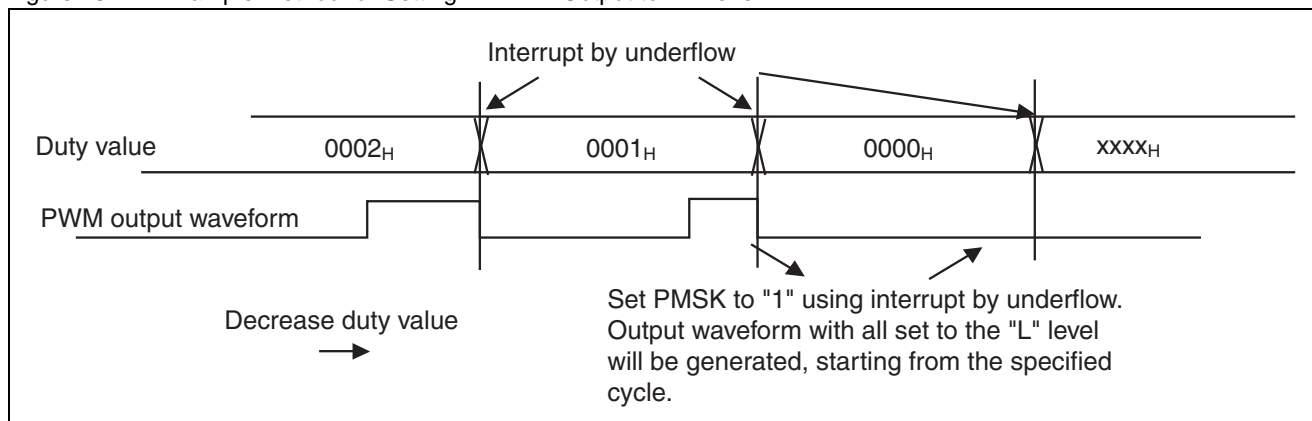 Interrupt by underflow
Duty value
0002H
0001H
0000H
xxxxH
PWM output waveform
Decrease duty value
Set PMSK to "1" using interrupt by underflow.
Output waveform with all set to the "L" level
will be generated, starting from the specified
cycle.